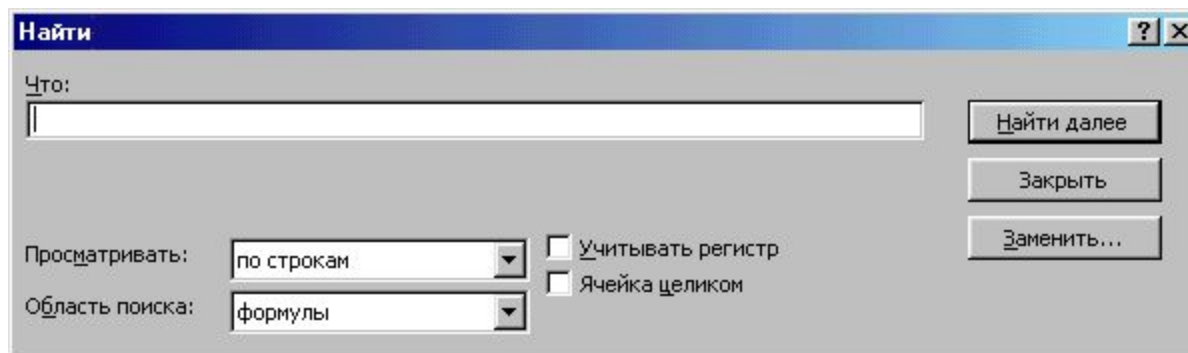 Найти
Что:
Найти далее
Закрыть
Заменить...
Просматривать: по строкам
Учитывать регистр
Ячейка целиком
Область поиска: формулы